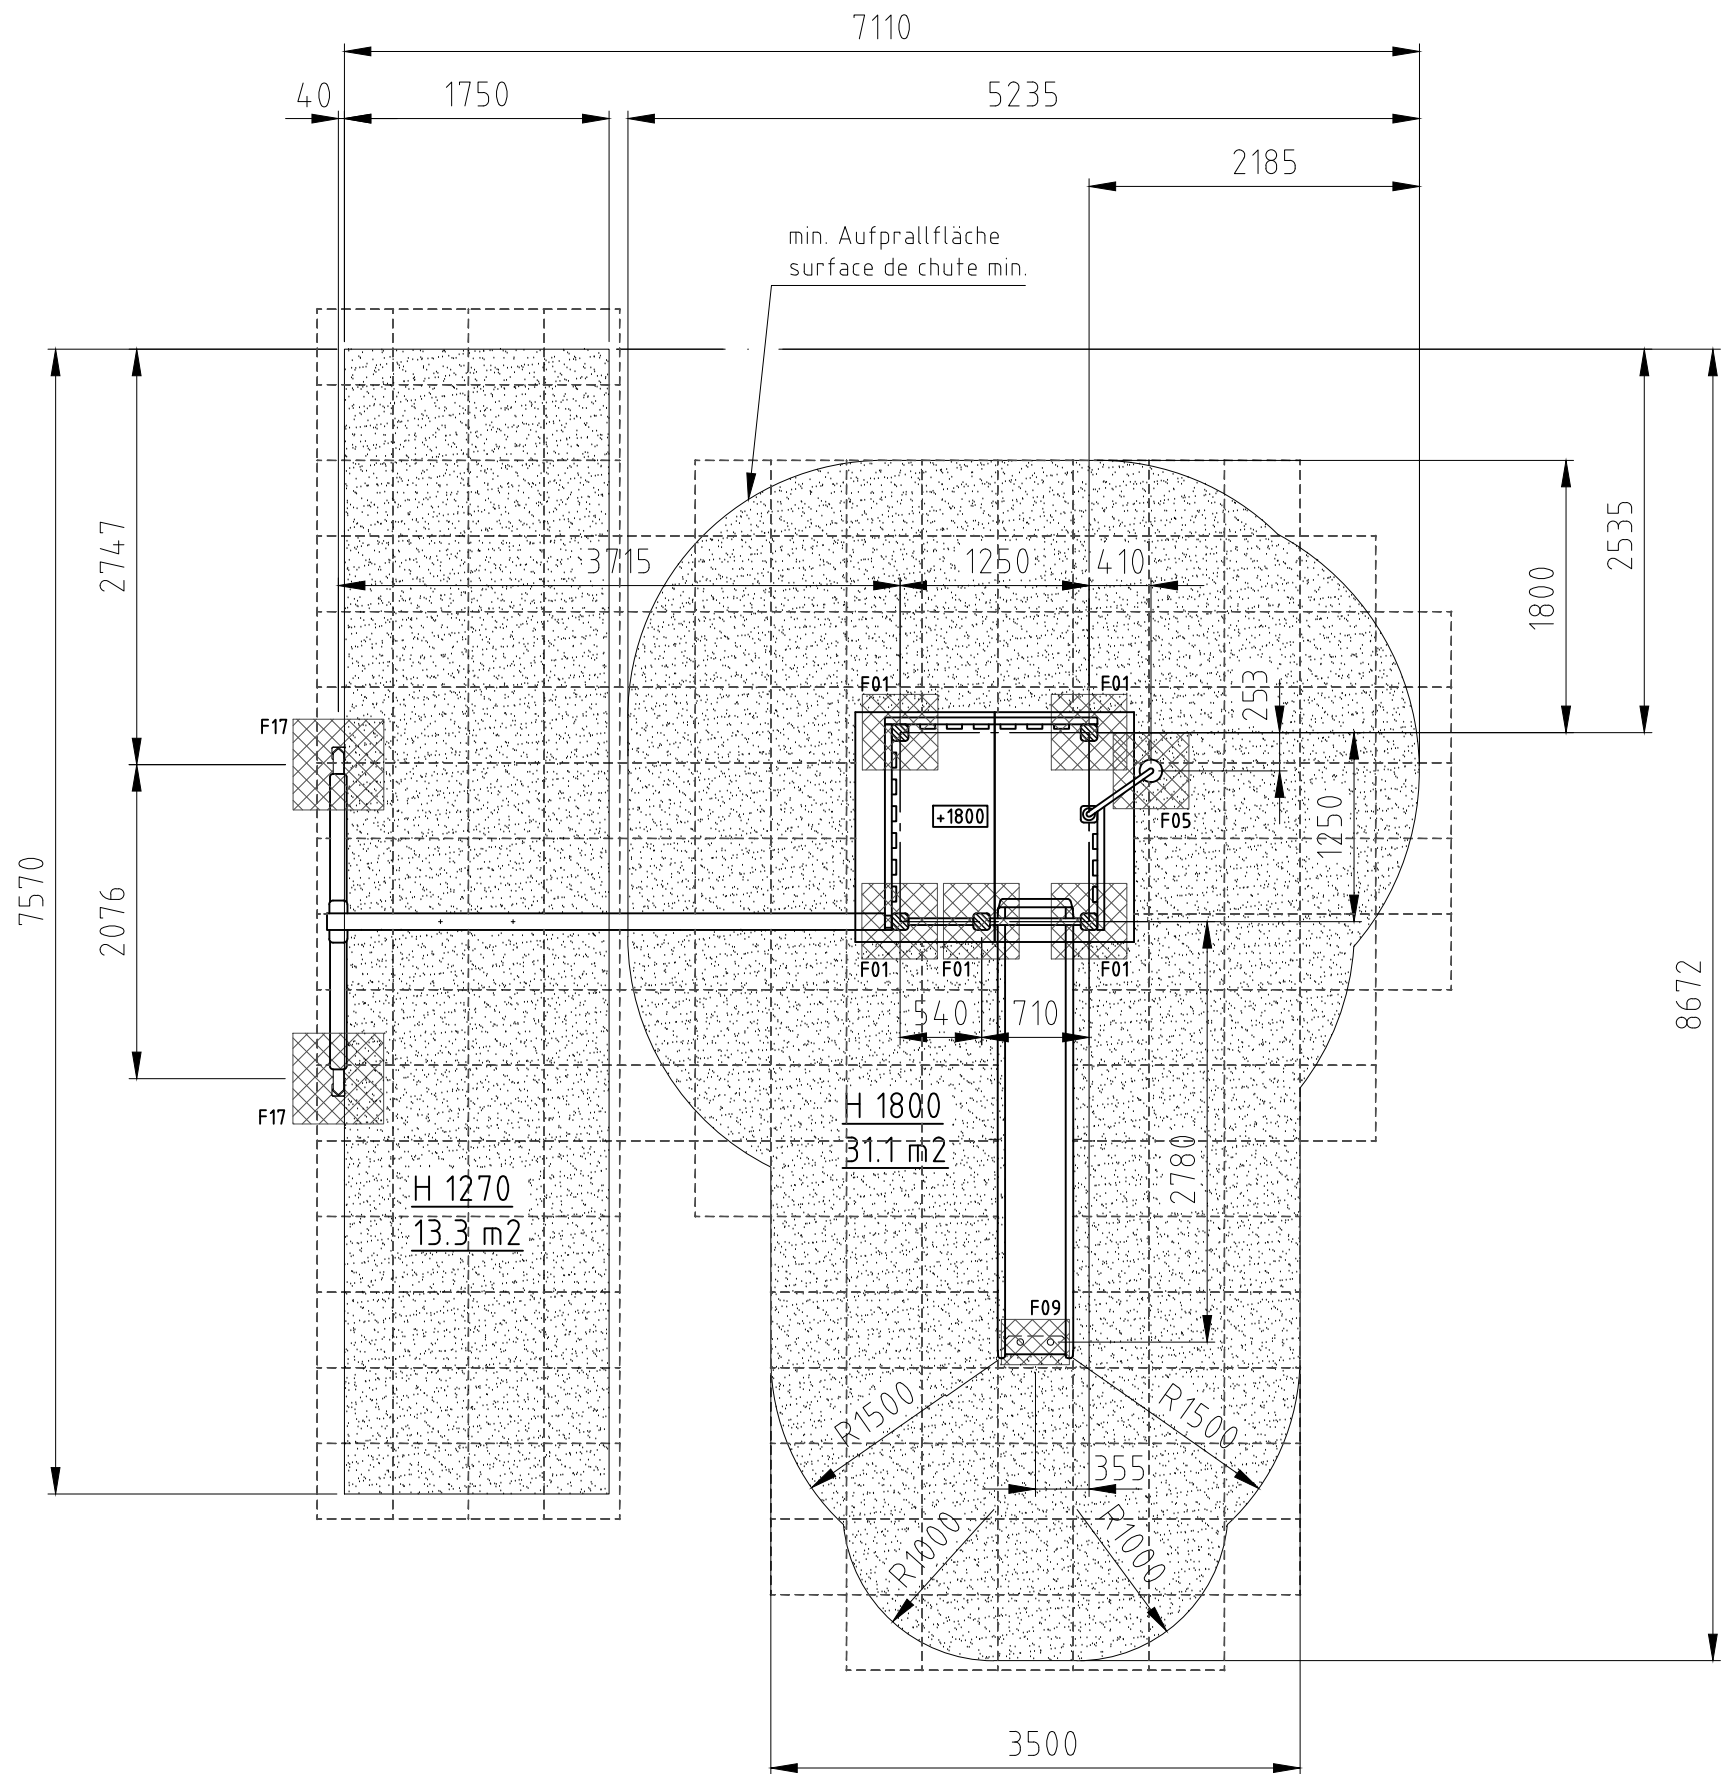 7110
40
1750
5235
2185
min. Aufprallfläche
surface de chute min.
2747
2535
1800
3715
1250
410
253
F01
F01
F17
+1800
F05
1250
7570
2076
F01
F01
F01
8672
540
710
H 1800
31.1 m2
F17
2780
H 1270
13.3 m2
F09
R1500
R1500
355
R1000
R1000
3500